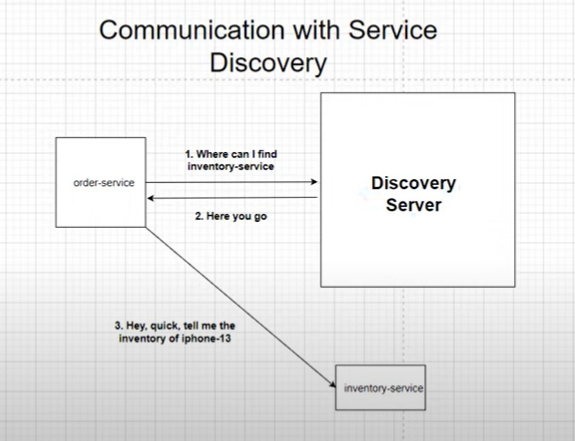 Communication with Service
Discovery
1. Where can I find
inventory-service
order-service
Discovery
Server
2. Here you go
3. Hey, quick, tell me the
inventory of iphone-13
inventory-service